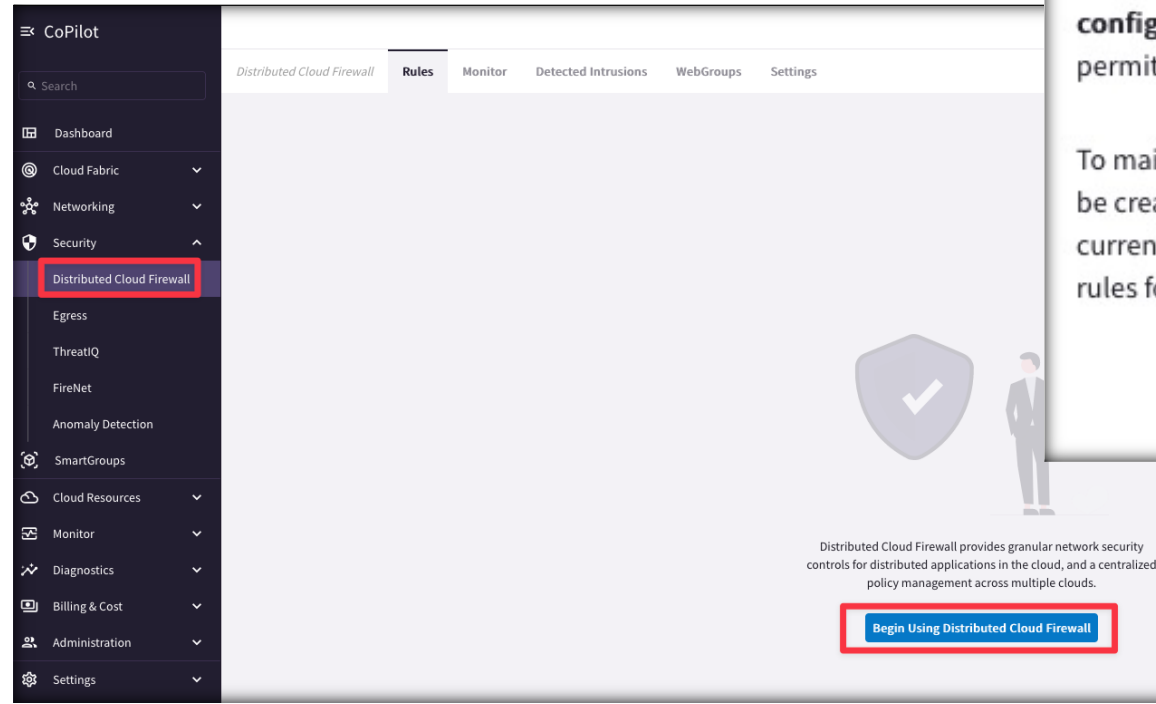 CoPilot
Search
Dashboard
Cloud Fabric
Networking
Security
Distributed Cloud Firewall
Egress
ThreatIQ
FireNet
Anomaly Detection
SmartGroups
Cloud Resources
Monitor
Diagnostics
Billing & Cost
Administration
Settings
Distributed Cloud Firewall Rules Monitor Detected Intrusions WebGroups Settings
Distributed Cloud Firewall provides granular network security
controls for distributed applications in the cloud, and a centralized
policy management across multiple clouds.
Begin Using Distributed Cloud Firewall
To
rules